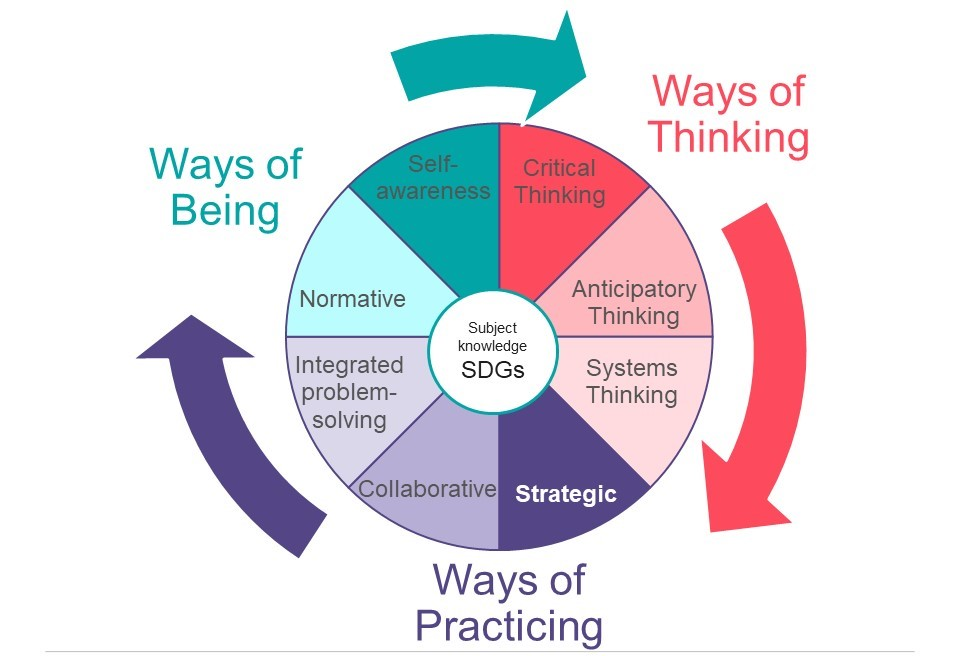 Ways of
Thinking
Ways of
Being
Self-
awareness
Critical
Thinking
Anticipatory
Thinking
Normative
Subject
knowledge
SDGs
Integrated
problem-
solving
Systems
Thinking
Collaborative
Strategic
Ways of
Practicing